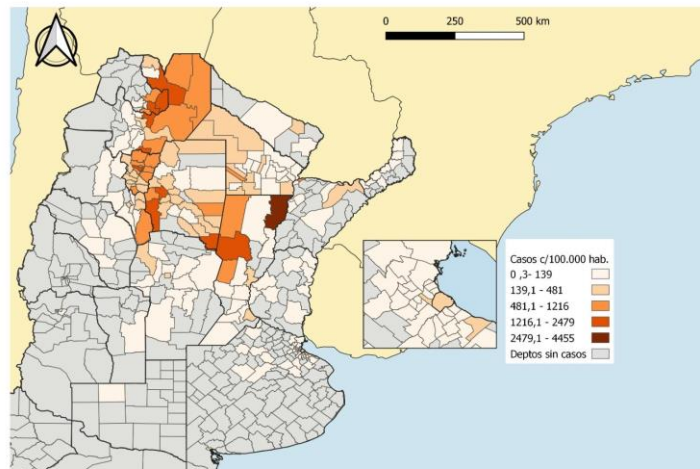 0 250 500 km
Casos c/100.000 hab.
0 ,3- 139
139,1 - 481
481,1 - 1216
1216,1 - 2479
2479,1 - 4455
Deptos sin casos